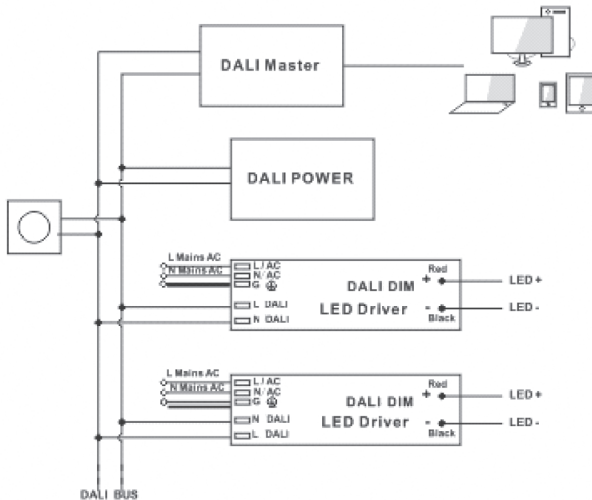 DALI Master
DALI POWER
L Mains AC
N Mains AC
L/AC
N/AC
G
L DALI
N DALI
DALI DIM
LED Driver
Red
+
-
Black
LED +
LED -
L Mains AC
N Mains AC
L/AC
N/AC
G
N DALI
L DALI
DALI DIM
LED Driver
Red
+
-
Black
LED +
LED -
DALI BUS